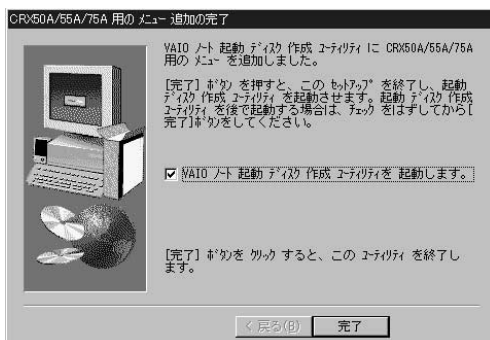 CRX50A/55A/75A 用の ﾒﾆｭｰ 追加の完了
VAIO ﾉｰﾄ 起動 ﾃﾞｨｽｸ 作成 ﾕｰﾃｨﾘﾃｨ に CRX50A/55A/75A
用の ﾒﾆｭｰ を追加しました。
[完了] ﾎﾞﾀﾝ を押すと、この ｾｯﾄｱｯﾌﾟ を終了し、起動
ﾃﾞｨｽｸ 作成 ﾕｰﾃｨﾘﾃｨ を起動させます。起動 ﾃﾞｨｽｸ 作成
ﾕｰﾃｨﾘﾃｨ を後で起動する場合は、ﾁｪｯｸ をはずしてから[
完了]ﾎﾞﾀﾝをしてください。
VAIO ﾉｰﾄ 起動 ﾃﾞｨｽｸ 作成 ﾕｰﾃｨﾘﾃｨを 起動します。
[完了] ﾎﾞﾀﾝを ｸﾘｯｸ すると、この ﾕｰﾃｨﾘﾃｨ を終了し
ます。
< 戻る(B) 完了